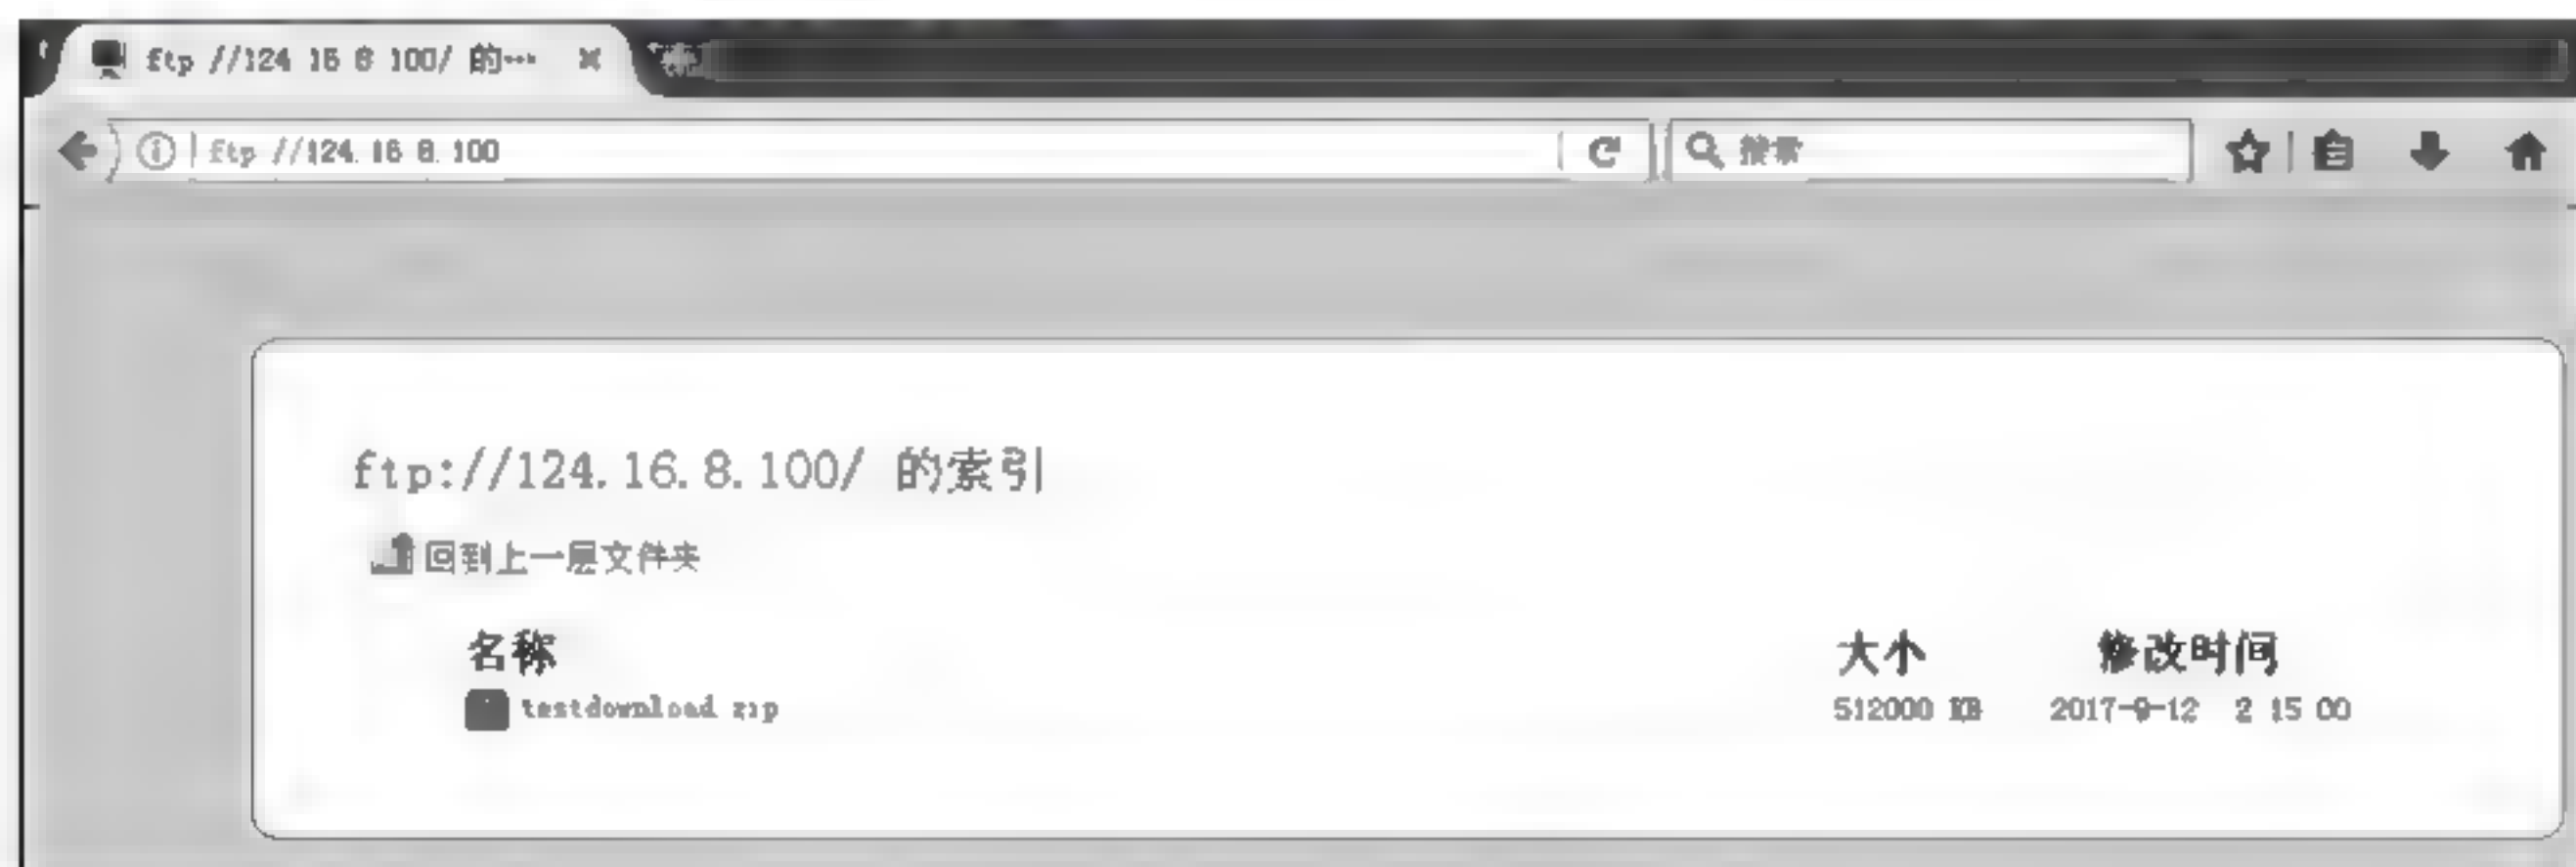 ftp //124 16 8 100/ 的…
ftp //124.16 8.100
搜索
ftp://124.16.8.100/ 的索引
回到上一层文件夹
名称 大小 修改时间
testdownload zip 512000 KB 2017-9-12 2 15 00